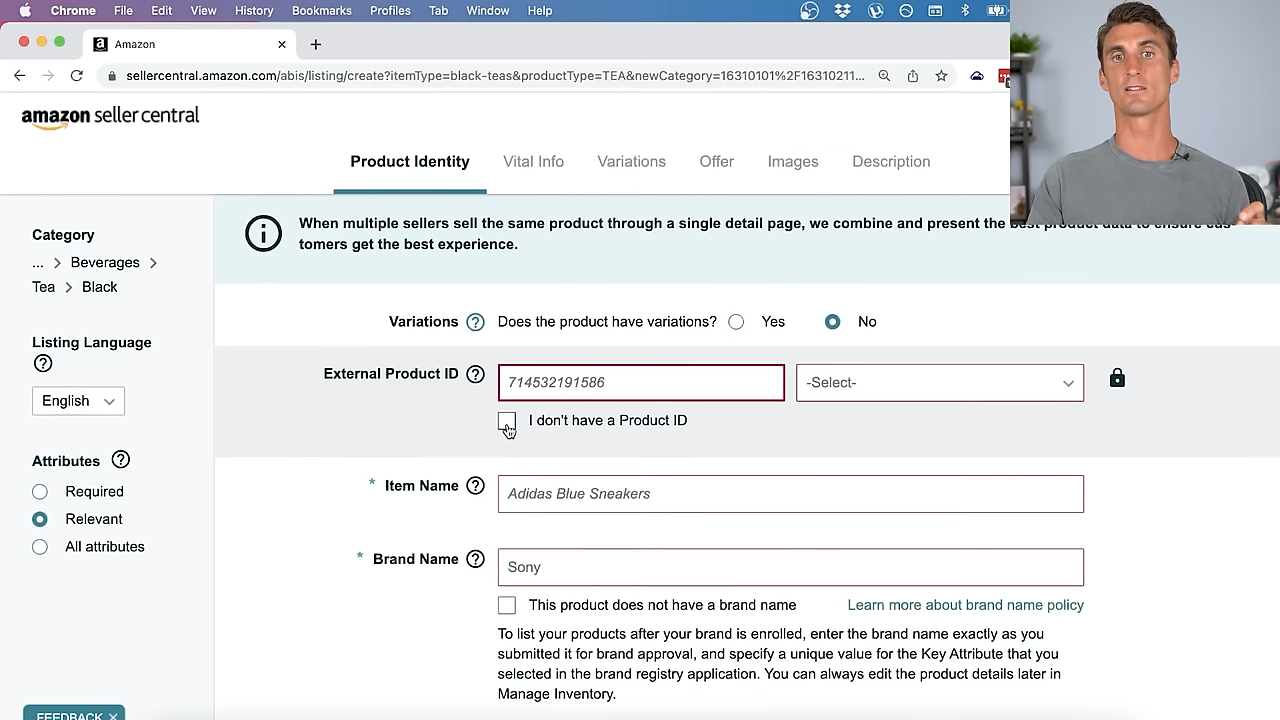 Chrome File Edit View History Bookmarks Profiles Tab Window Help
a Amazon
sellercentral.amazon.com/abis/listing/create?itemType=black-teas&productType=TEA&newCategory=16310101%2F16310211...
amazon seller central
Product Identity Vital Info Variations Offer Images Description
When multiple sellers sell the same product through a single detail page, we combine and present the best product data to ensure cus-
tomers get the best experience.
Category
... > Beverages >
Tea > Black
Listing Language
English
Attributes
Required
Relevant
All attributes
FEEDBACK ×
Variations Does the product have variations? Yes No
External Product ID 714532191586 -Select-
I don't have a Product ID
* Item Name Adidas Blue Sneakers
* Brand Name Sony
This product does not have a brand name Learn more about brand name policy
To list your products after your brand is enrolled, enter the brand name exactly as you
submitted it for brand approval, and specify a unique value for the Key Attribute that you
selected in the brand registry application. You can always edit the product details later in
Manage Inventory.